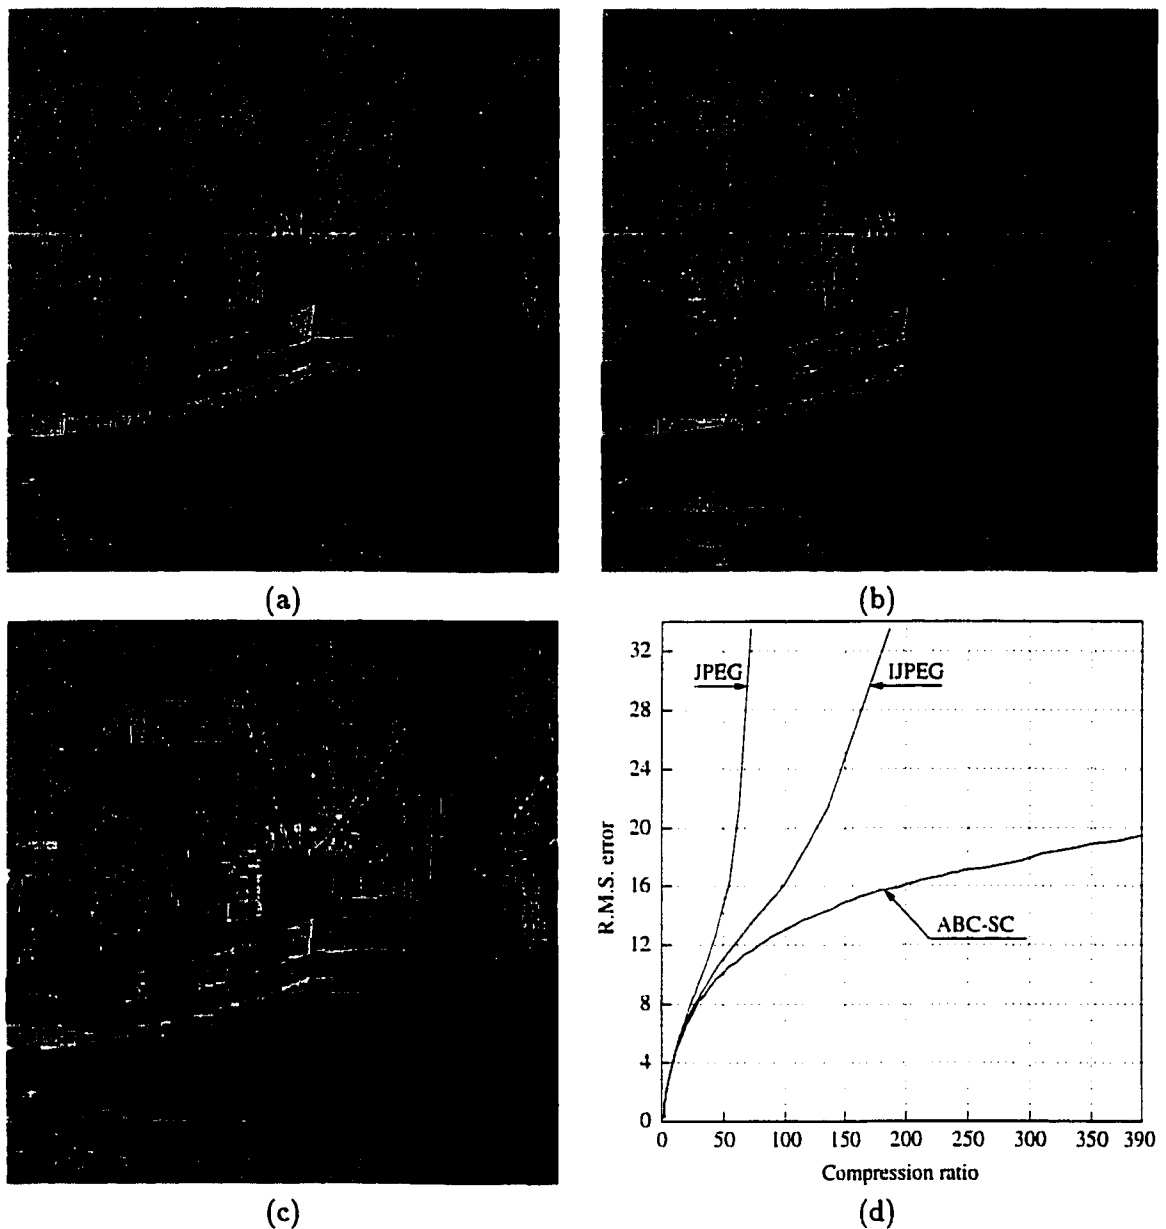 (a)
(b)
32
28
24
20
16
12
8
4
0
R.M.S. error
JPEG
IJPEG
ABC-SC
0 50 100 150 200 250 300 350 390
Compression ratio
(c)
(d)